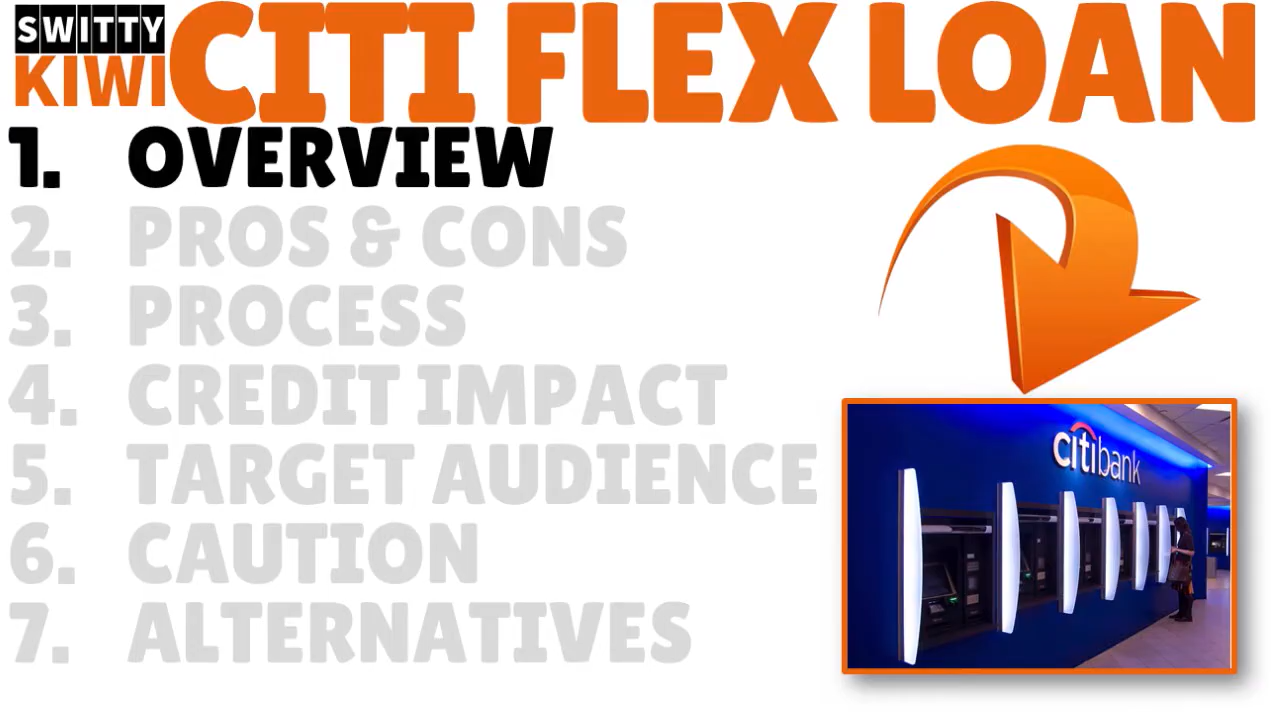 SWITTY
KIWI
CITI FLEX LOAN
1. OVERVIEW
2. PROS & CONS
3. PROCESS
4. CREDIT IMPACT
5. TARGET AUDIENCE
6. CAUTION
7. ALTERNATIVES
citibank